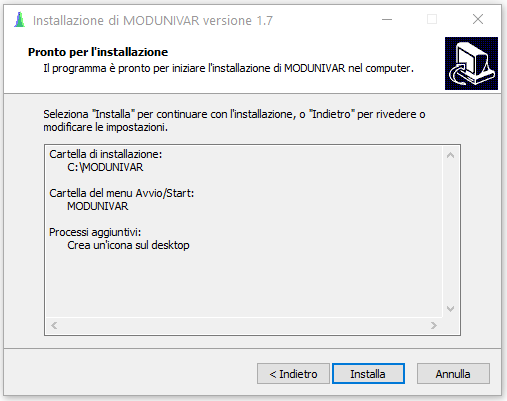 Installazione di MODUNIVAR versione 1.7
Pronto per l'installazione
Il programma è pronto per iniziare l'installazione di MODUNIVAR nel computer.
Seleziona "Installa" per continuare con l'installazione, o "Indietro" per rivedere o
modificare le impostazioni.
Cartella di installazione:
C:\MODUNIVAR
Cartella del menu Avvio/Start:
MODUNIVAR
Processi aggiuntivi:
Crea un'icona sul desktop
< Indietro
Installa
Annulla